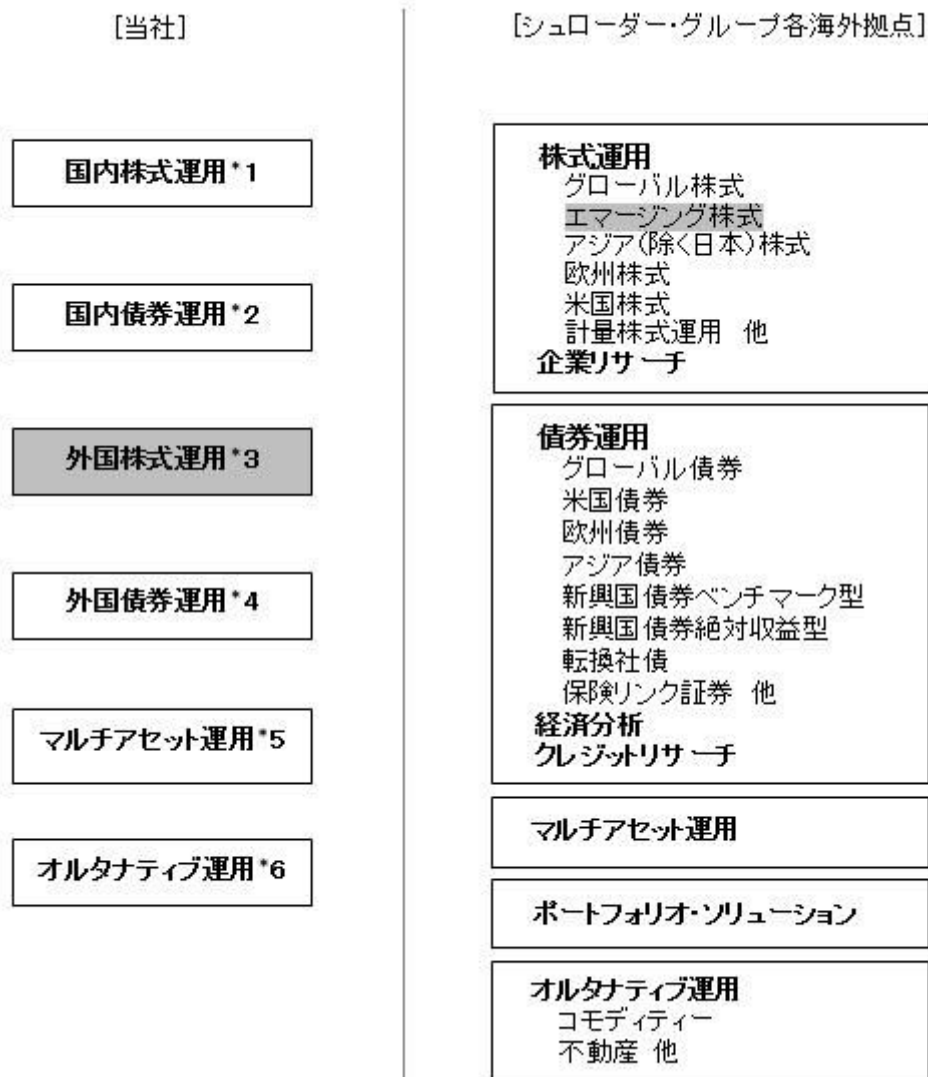 [当社]
国内株式運用*1
国内債券運用*2
外国株式運用*3
外国債券運用*4
マルチアセット運用*5
オルタナティブ運用*6
[シュローダー・グループ各海外拠点]
株式運用
グローバル株式
エマージング株式
アジア(除く日本)株式
欧州株式
米国株式
計量株式運用 他
企業リサーチ
債券運用
グローバル債券
米国債券
欧州債券
アジア債券
新興国債券ベンチマーク型
新興国債券絶対収益型
転換社債
保険リンク証券 他
経済分析
クレジットリサーチ
マルチアセット運用
ポートフォリオ・ソリューション
オルタナティブ運用
コモディティー
不動産 他